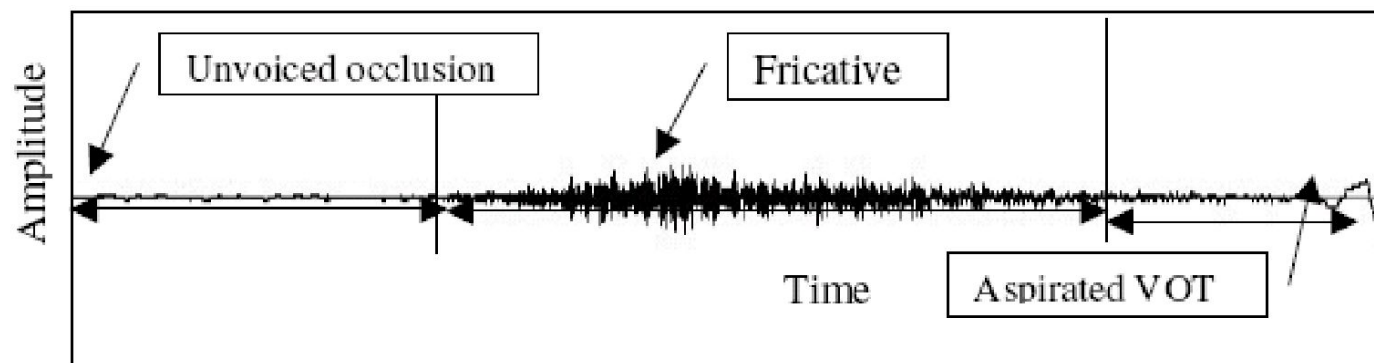 Unvoiced occlusion
Fricative
Amplitude
Time
Aspirated VOT